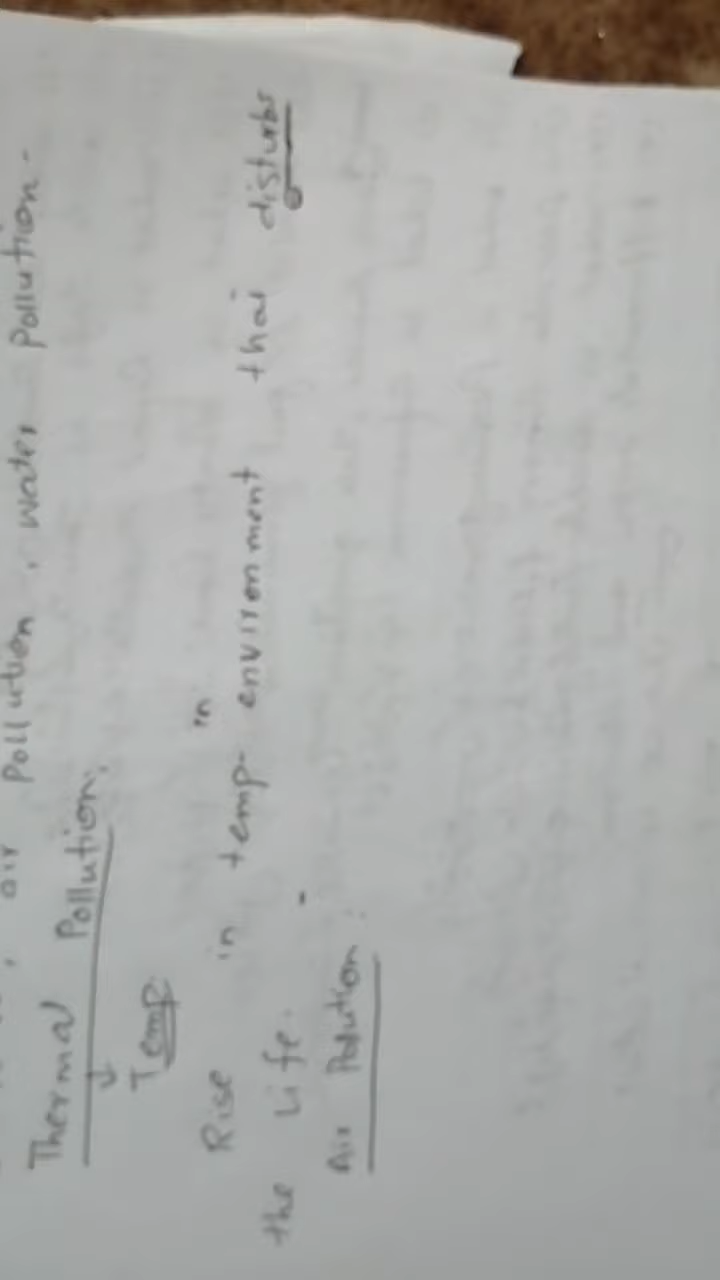 , air Pollution, water Pollution.
Thermal Pollution,
↓
Temp
in
Rise in temp. environment that disturbs
the Life.
Air Pollution: